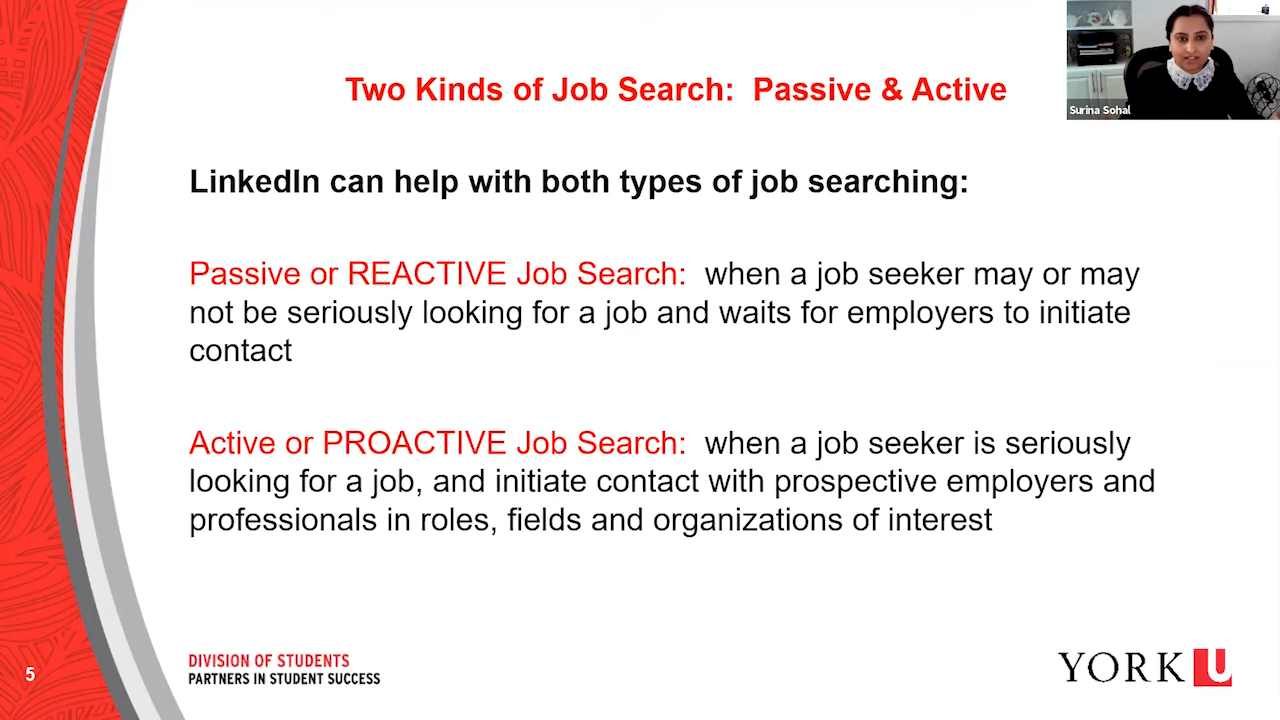 Two Kinds of Job Search: Passive & Active
Surina Sohal
LinkedIn can help with both types of job searching:
Passive or REACTIVE Job Search: when a job seeker may or may
not be seriously looking for a job and waits for employers to initiate
contact
Active or PROACTIVE Job Search: when a job seeker is seriously
looking for a job, and initiate contact with prospective employers and
professionals in roles, fields and organizations of interest
5
DIVISION OF STUDENTS
PARTNERS IN STUDENT SUCCESS
YORK U